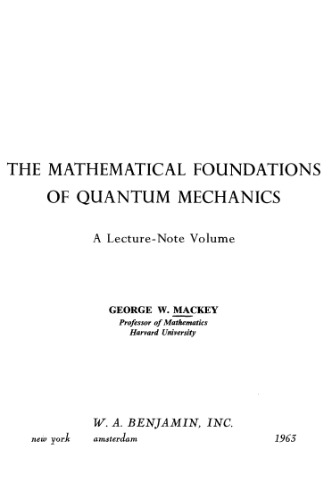 THE MATHEMATICAL FOUNDATIONS
OF QUANTUM MECHANICS
A Lecture-Note Volume
GEORGE W. MACKEY
Professor of Mathematics
Harvard University
W. A. BENJAMIN, INC.
new york amsterdam 1963